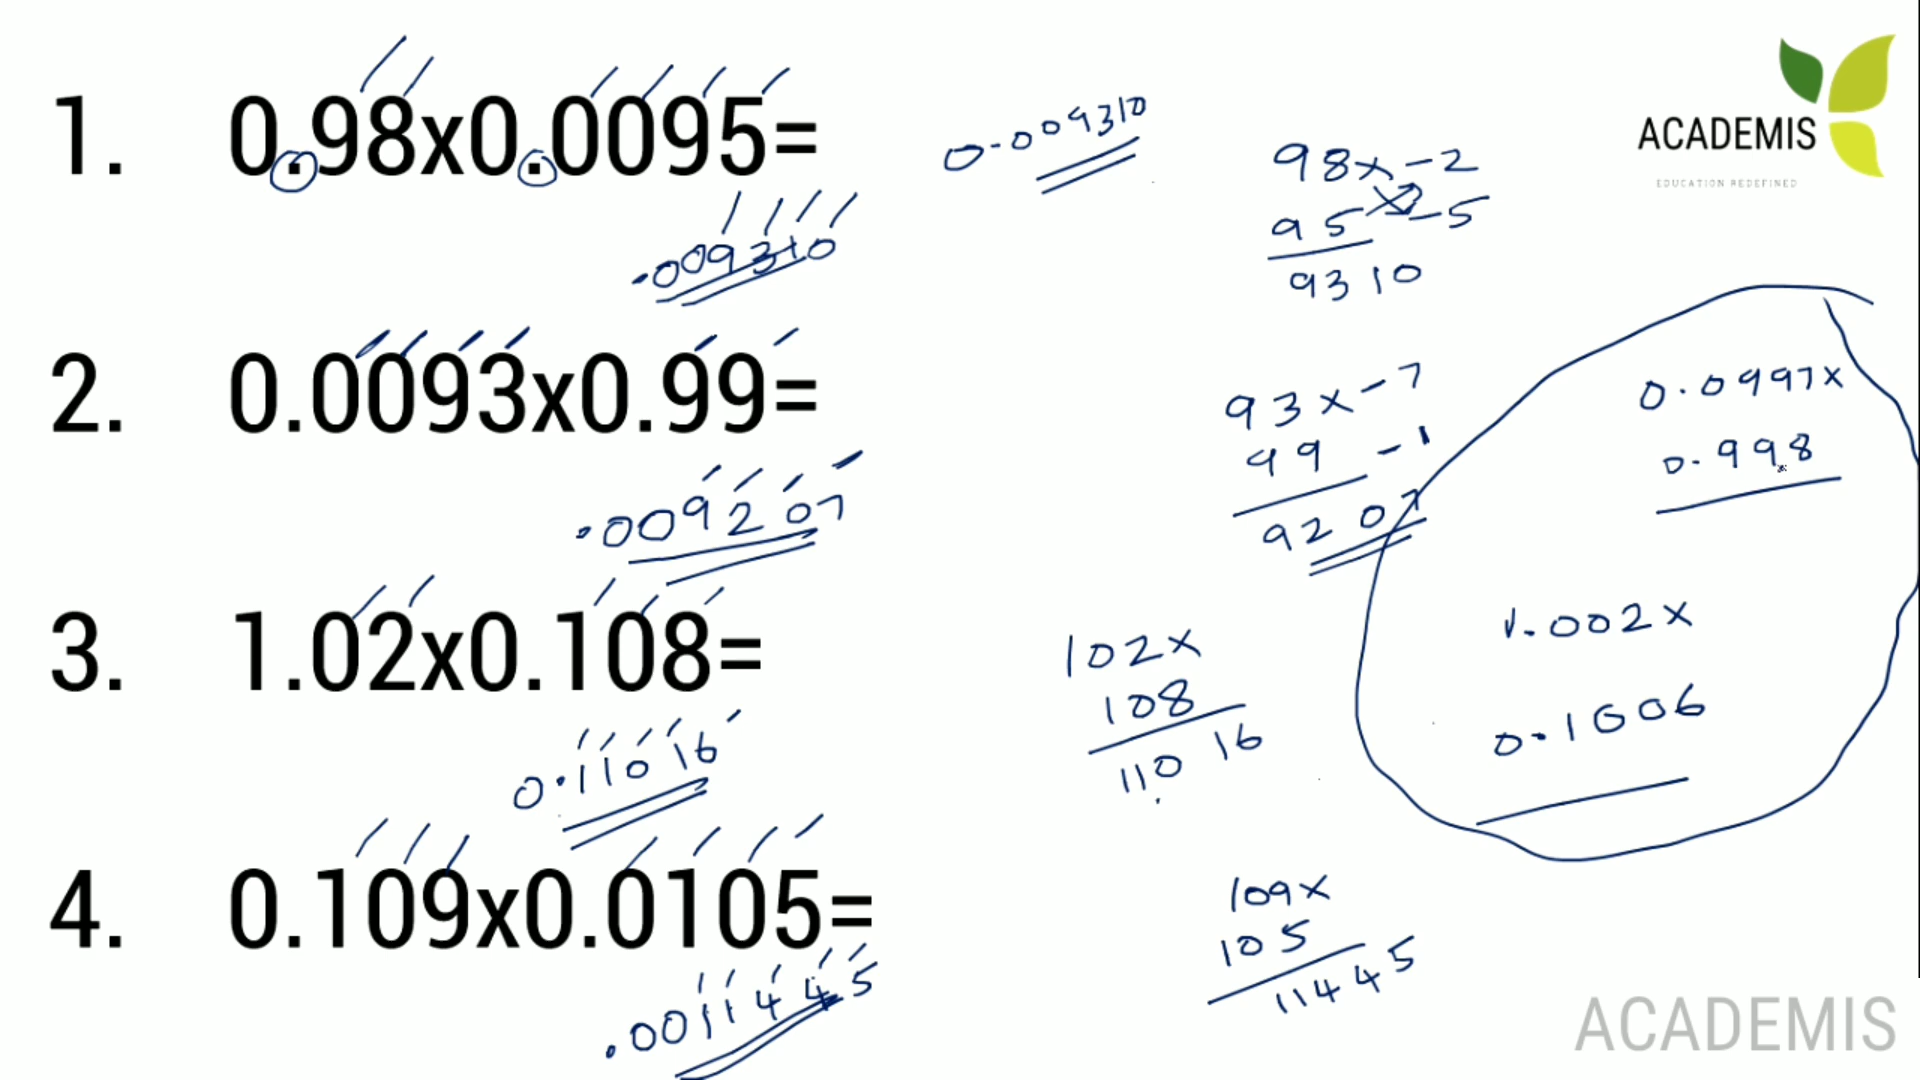 1. 0.98x0.0095=
0.009310
.009310
98x -2
95 -5
9310
ACADEMIS
EDUCATION REDEFINED
2. 0.0093x0.99=
.009207
93x -7
99 -1
9207
0.0997x
0.998
3. 1.02x0.108=
0.11016
102x
108
11016
1.002x
0.1006
4. 0.109x0.0105=
.0011445
109x
105
11445
ACADEMIS